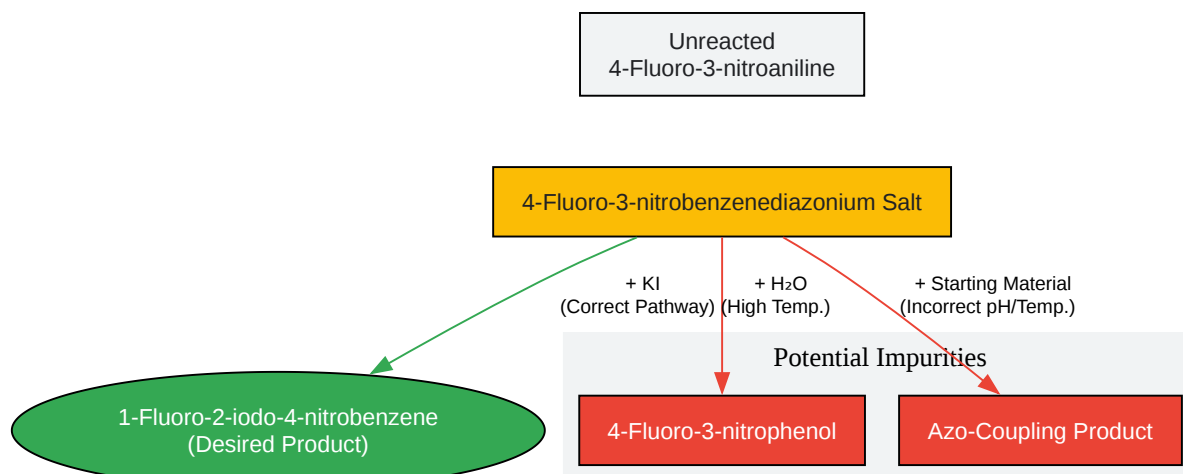 Unreacted
4-Fluoro-3-nitroaniline
4-Fluoro-3-nitrobenzenediazonium Salt
+ KI
(Correct Pathway)
+ H₂O
(High Temp.)
+ Starting Material
(Incorrect pH/Temp.)
Potential Impurities
1-Fluoro-2-iodo-4-nitrobenzene
(Desired Product)
4-Fluoro-3-nitrophenol
Azo-Coupling Product